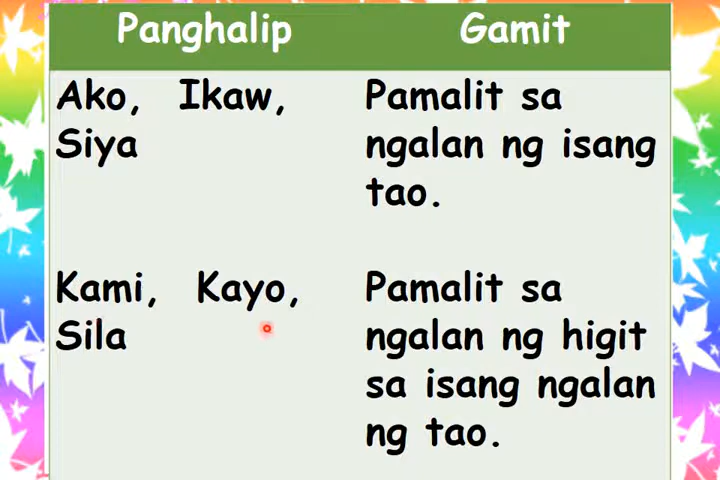 Panghalip Gamit
Ako, Ikaw, Pamalit sa
Siya ngalan ng isang
tao.
Kami, Kayo, Pamalit sa
Sila ngalan ng higit
sa isang ngalan
ng tao.